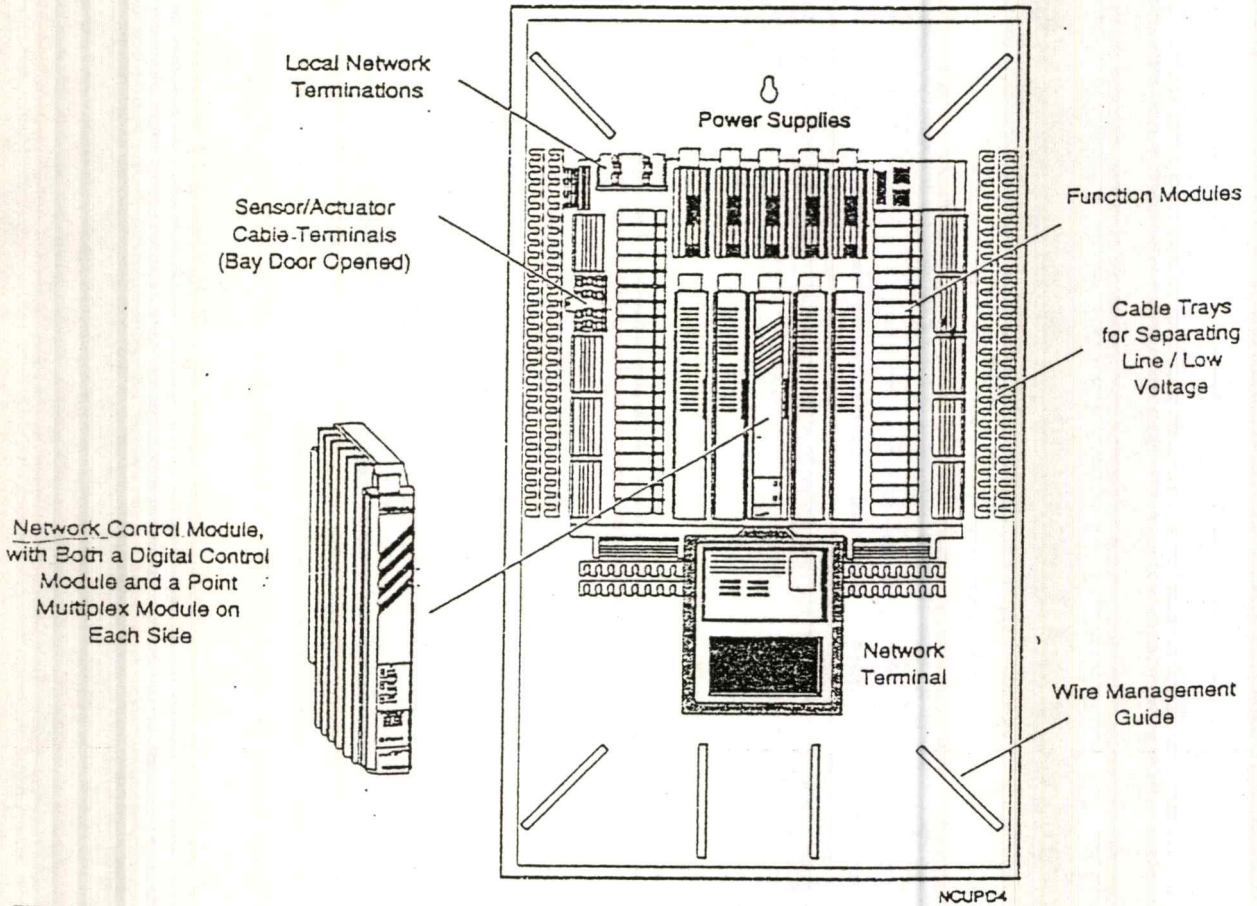 Local Network
Terminations
Power Supplies
Sensor/Actuator
Cable Terminals
(Bay Door Opened)
Function Modules
Cable Trays
for Separating
Line / Low
Voltage
Network Control Module,
with Both a Digital Control
Module and a Point
Multiplex Module on
Each Side
Network
Terminal
Wire Management
Guide
NCUPC4